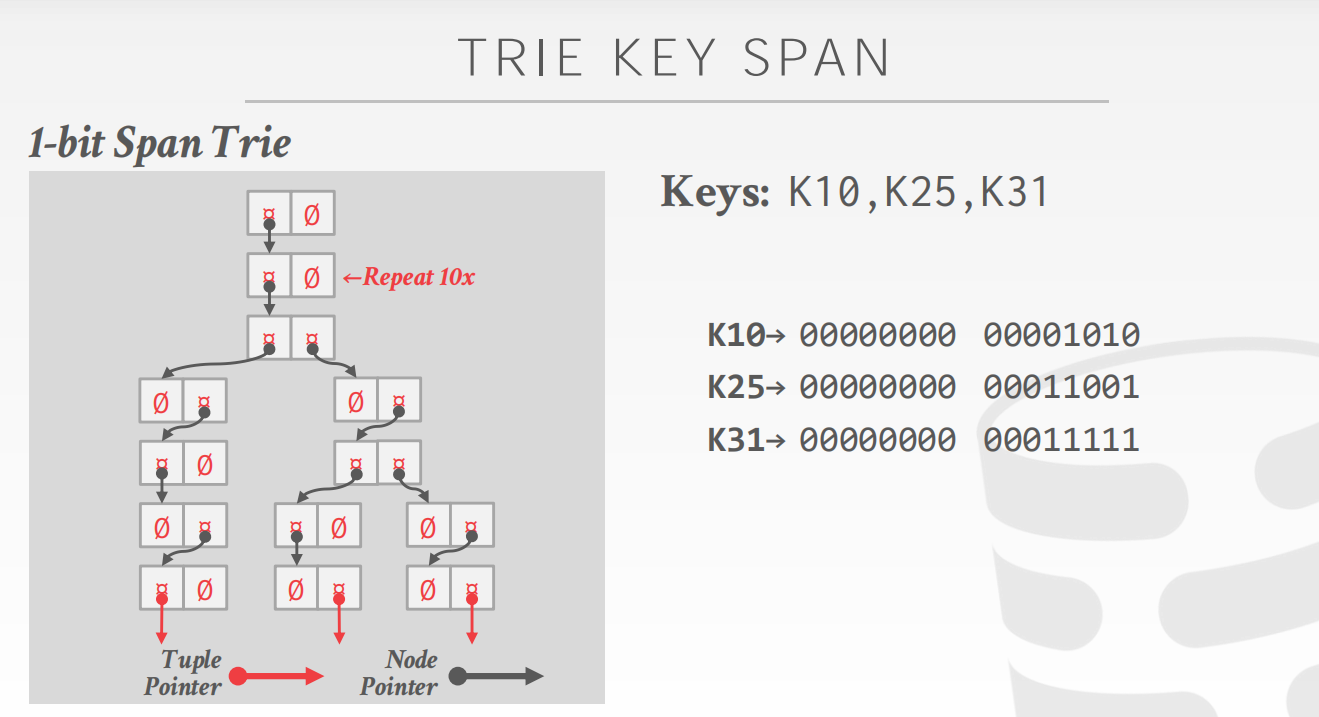 TRIE KEY SPAN
1-bit Span Trie
¤ Ø
¤ Ø ←Repeat 10x
¤ ¤
Ø ¤ Ø ¤
¤ Ø ¤ ¤
Ø ¤ ¤ Ø Ø ¤
¤ Ø Ø ¤ Ø ¤
Tuple
Pointer
Node
Pointer
Keys: K10,K25,K31
K10→ 00000000 00001010
K25→ 00000000 00011001
K31→ 00000000 00011111